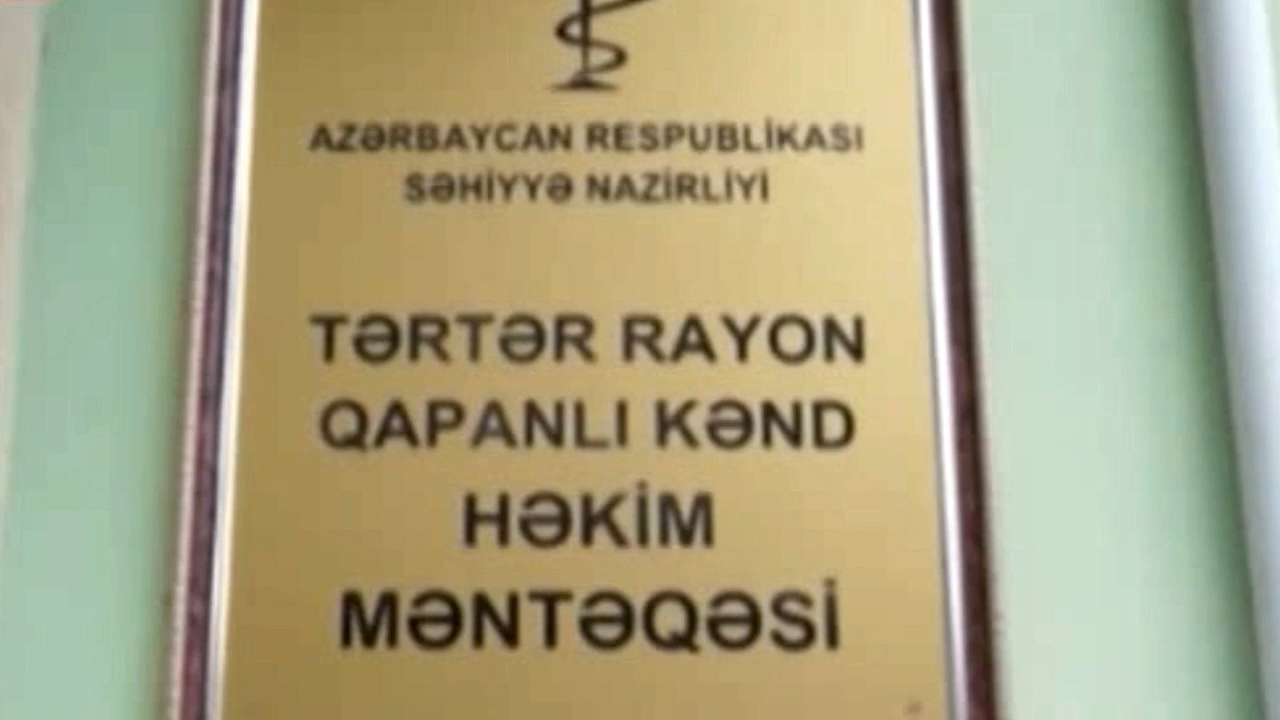 AZƏRBAYCAN RESPUBLİKASI
SƏHİYYƏ NAZİRLİYİ
TƏRTƏR RAYON
QAPANLI KƏND
HƏKİM
MƏNTƏQƏSİ